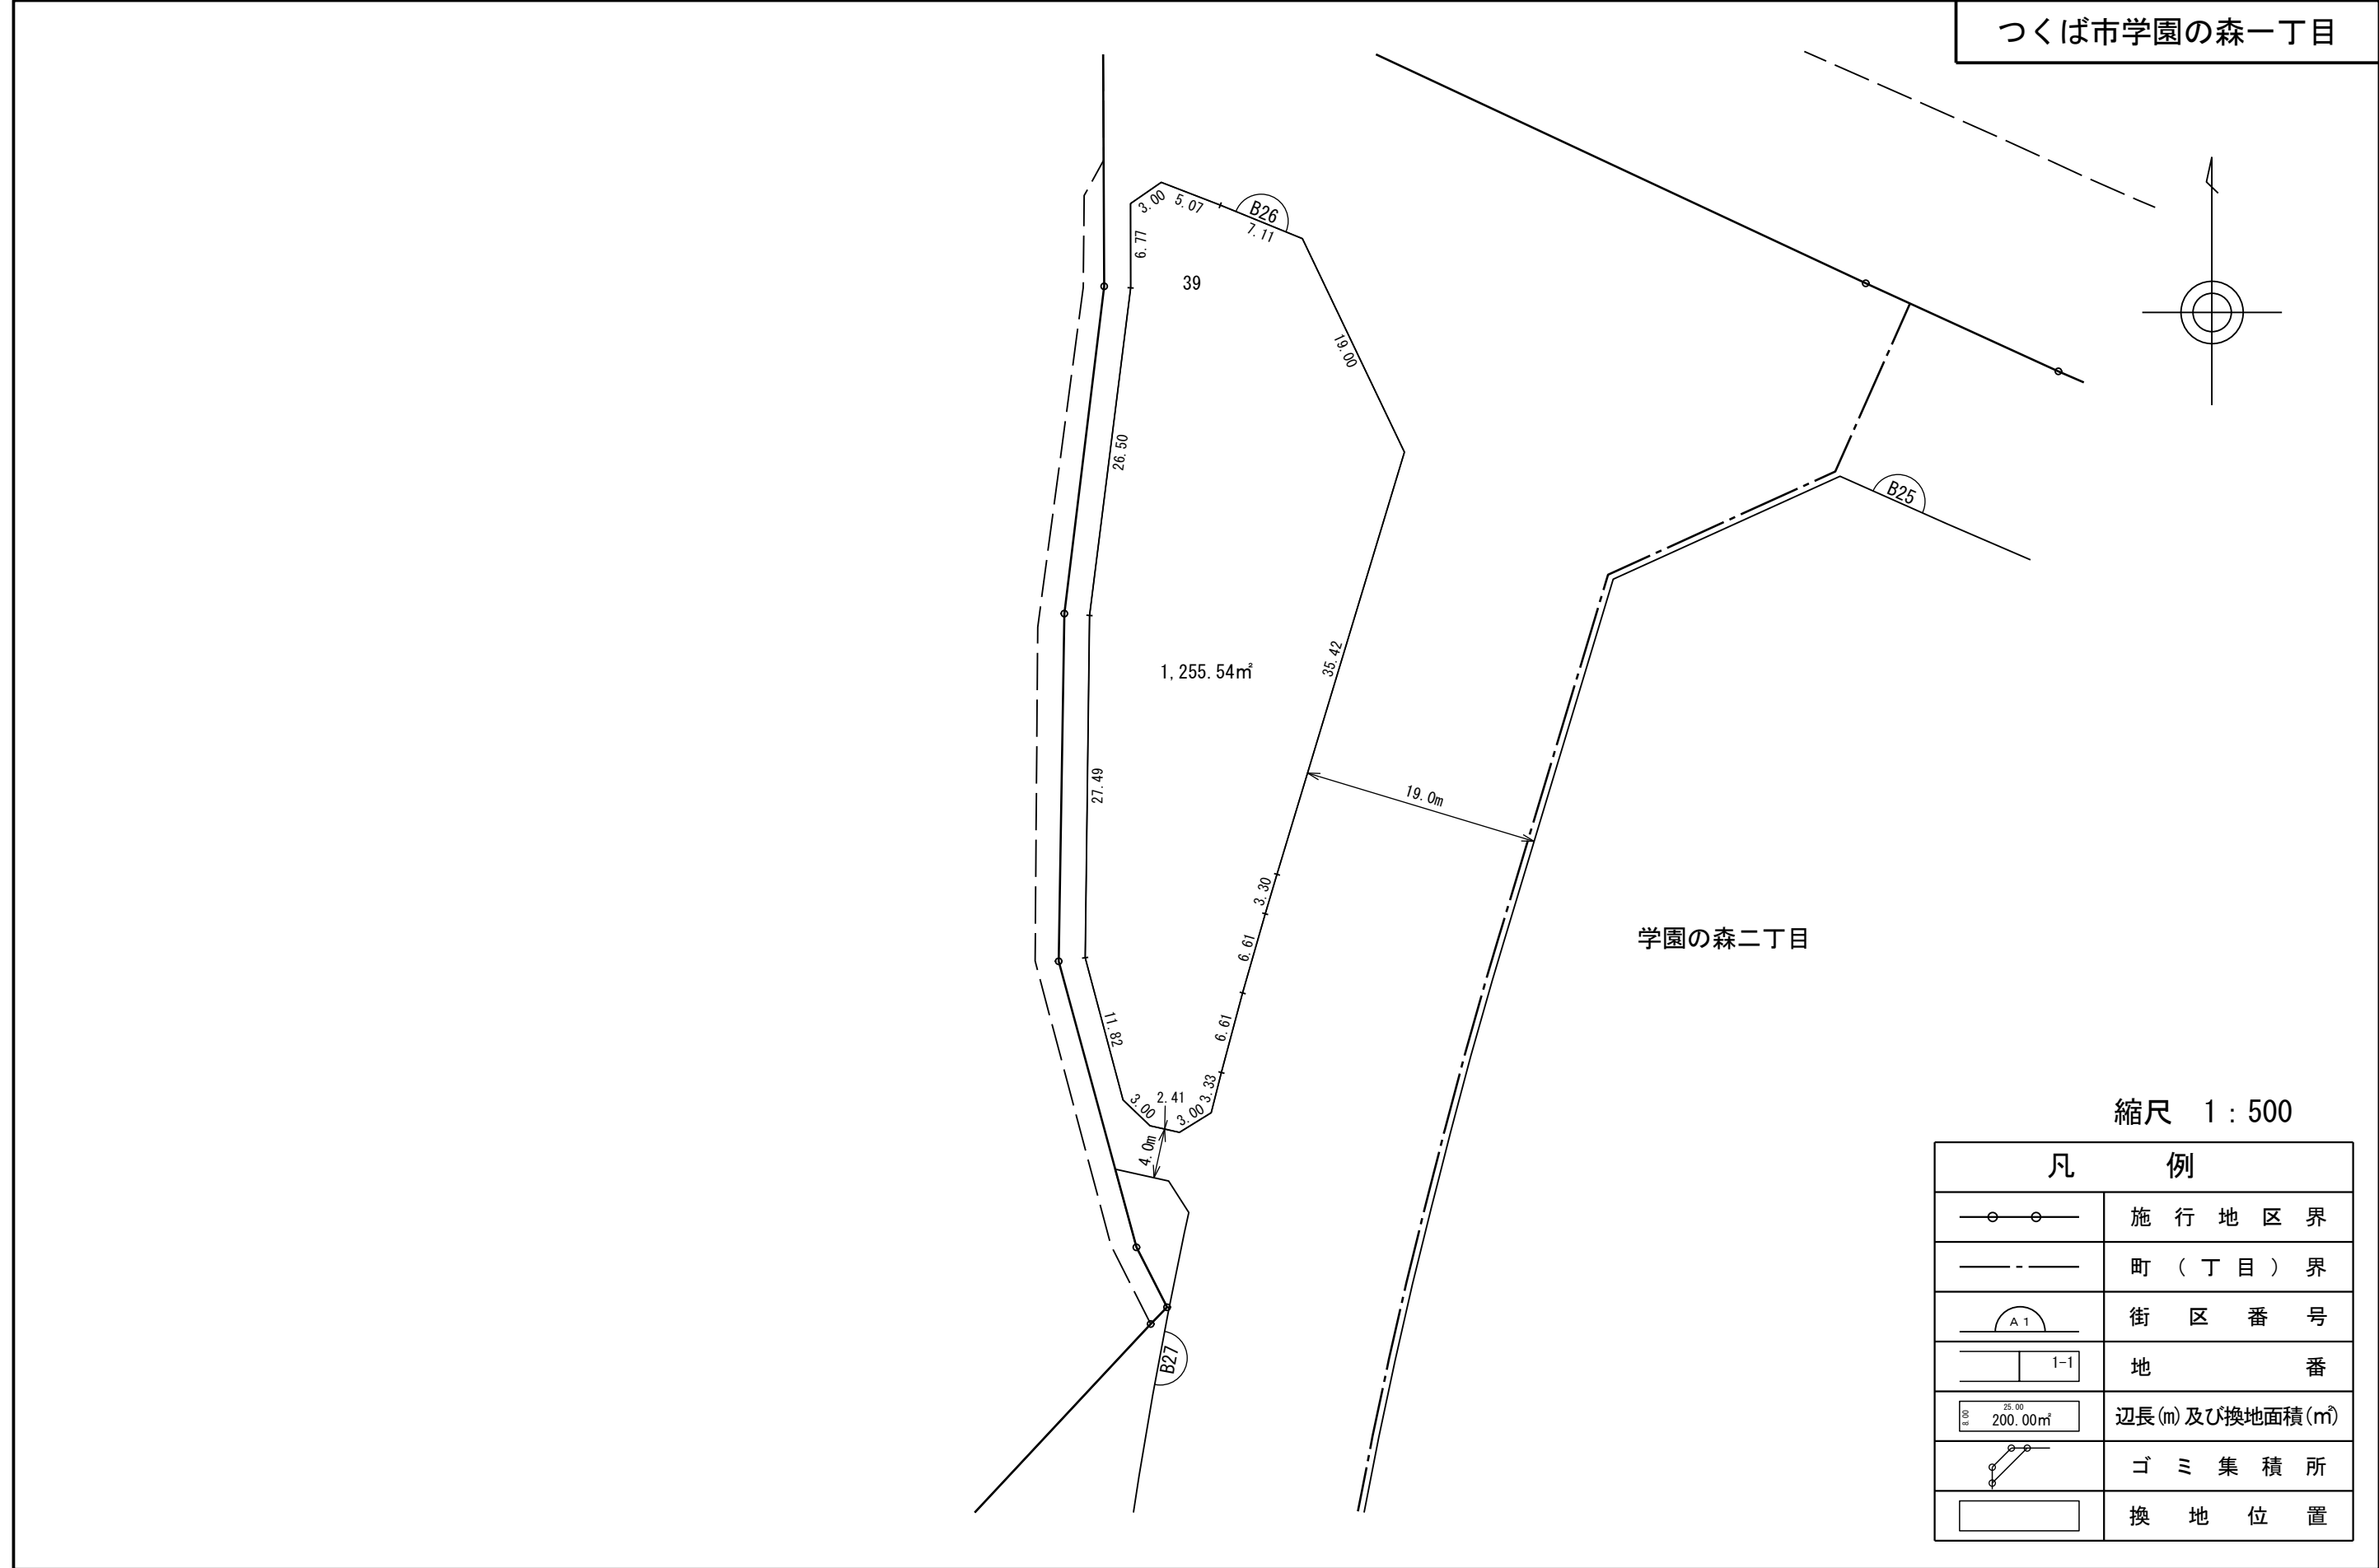 つくば市学園の森一丁目
B26
3.00
5.07
7.11
6.77
39
19.00
26.50
B25
35.42
1,255.54㎡
27.49
19.0m
3.30
6.61
学園の森二丁目
11.82
6.61
3.33
3.00
2.41
3.00
4.0m
B27
縮尺 1:500
凡 例
施行地区界
町(丁目)界
A1 街区番号
1-1 地番
25.00
8.00 200.00㎡ 辺長(m)及び換地面積(㎡)
ゴミ集積所
換地位置